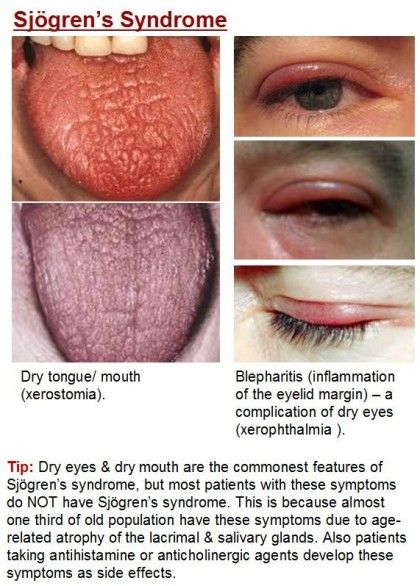 Sjögren's Syndrome
Dry tongue/ mouth
(xerostomia).
Blepharitis (inflammation
of the eyelid margin) – a
complication of dry eyes
(xerophthalmia ).
Tip: Dry eyes & dry mouth are the commonest features of
Sjögren's syndrome, but most patients with these symptoms
do NOT have Sjögren's syndrome. This is because almost
one third of old population have these symptoms due to age-
related atrophy of the lacrimal & salivary glands. Also patients
taking antihistamine or anticholinergic agents develop these
symptoms as side effects.